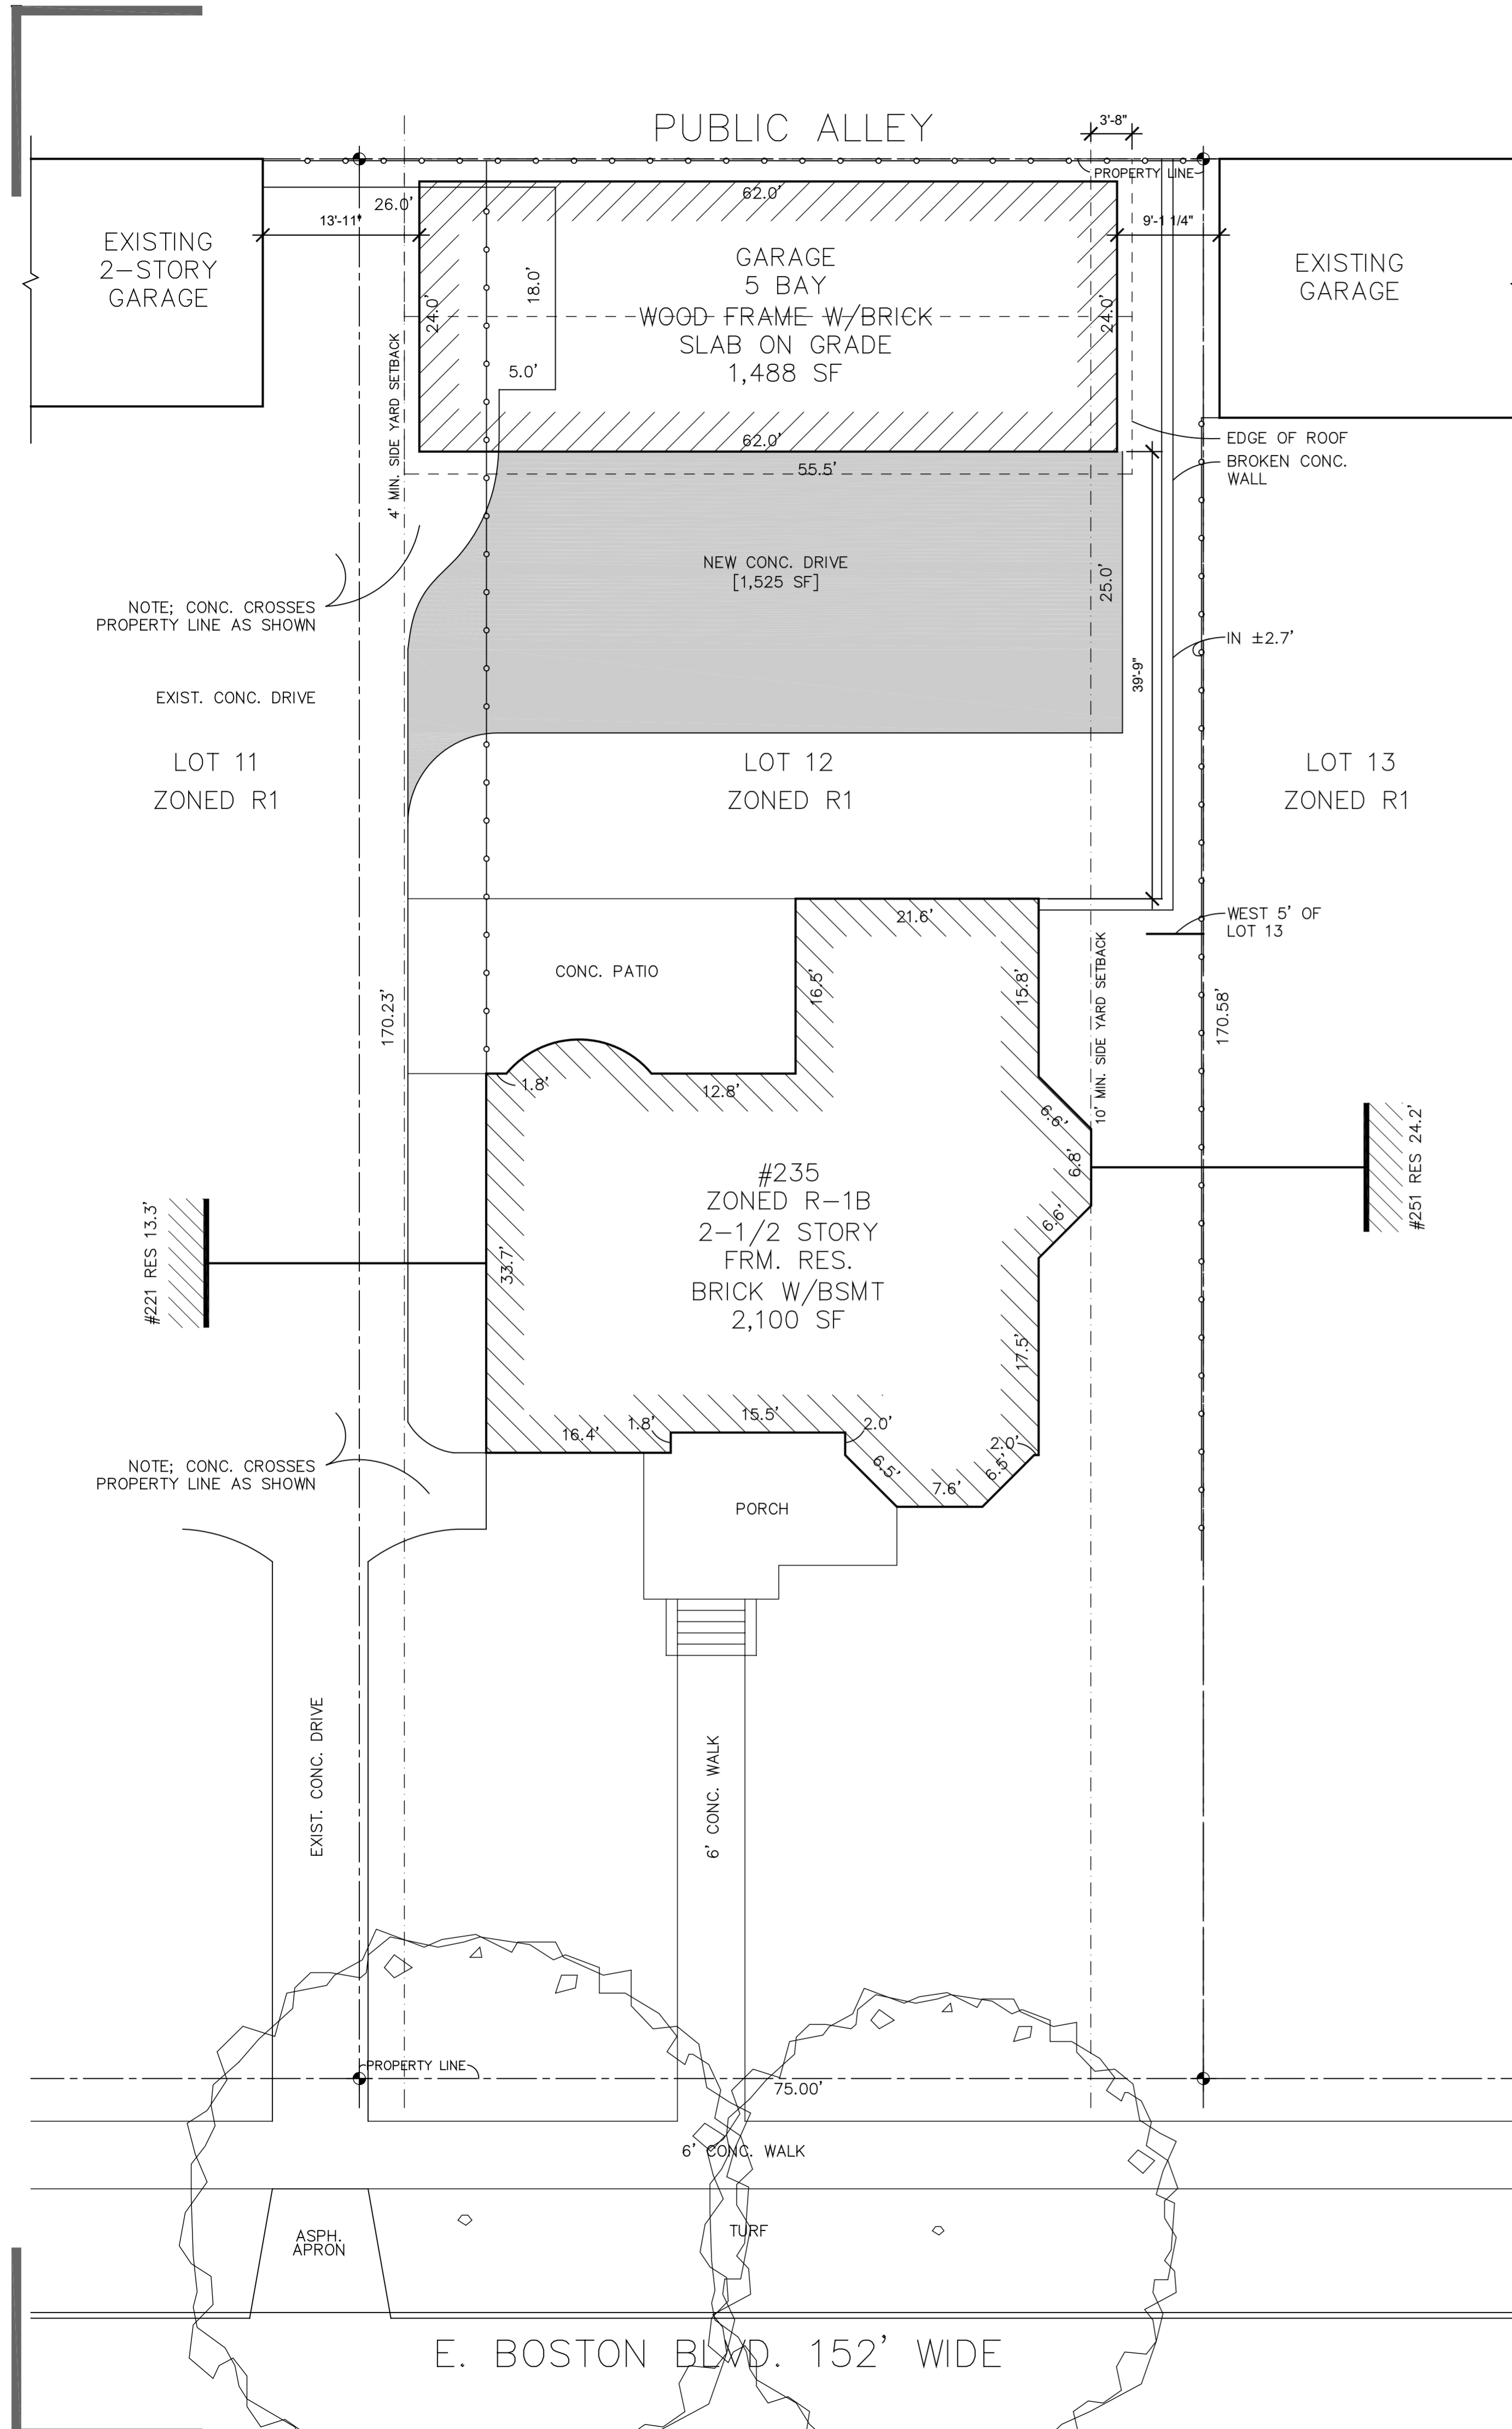 PUBLIC ALLEY
3'-8"
PROPERTY LINE
26.0'
62.0'
13'-11"
9'-1 1/4"
EXISTING
2-STORY
GARAGE
GARAGE
5 BAY
WOOD FRAME W/BRICK
SLAB ON GRADE
1,488 SF
EXISTING
GARAGE
24.0'
18.0'
24.0'
5.0'
4' MIN. SIDE YARD SETBACK
62.0'
55.5'
EDGE OF ROOF
BROKEN CONC.
WALL
NEW CONC. DRIVE
[1,525 SF]
25.0'
NOTE; CONC. CROSSES
PROPERTY LINE AS SHOWN
IN ±2.7'
39'-9"
EXIST. CONC. DRIVE
LOT 11
ZONED R1
LOT 12
ZONED R1
LOT 13
ZONED R1
21.6'
WEST 5' OF
LOT 13
CONC. PATIO
16.5'
15.8'
10' MIN. SIDE YARD SETBACK
170.23'
170.58'
1.8'
12.8'
6.6'
6.8'
6.6'
#235
ZONED R-1B
2-1/2 STORY
FRM. RES.
BRICK W/BSMT
2,100 SF
#221 RES 13.3'
#251 RES 24.2'
33.7'
17.5'
16.4'
1.8'
15.5'
2.0'
2.0'
6.5'
7.6'
6.5'
NOTE; CONC. CROSSES
PROPERTY LINE AS SHOWN
PORCH
EXIST. CONC. DRIVE
6' CONC. WALK
PROPERTY LINE
75.00'
6' CONC. WALK
ASPH.
APRON
TURF
E. BOSTON BLVD. 152' WIDE